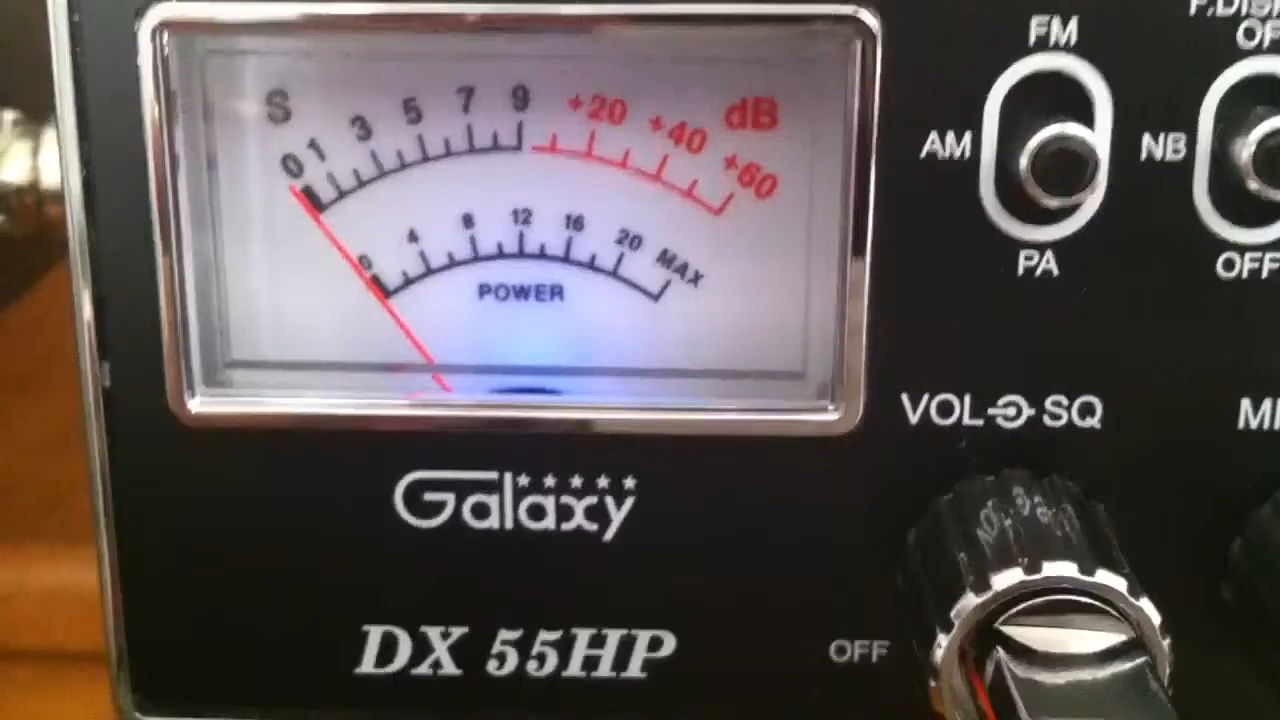 S 0 1 3 5 7 9 +20 +40 +60 dB
0 4 8 12 16 20 MAX
POWER
FM
AM
PA
NB
OFF
VOL SQ
Galaxy
DX 55HP
OFF